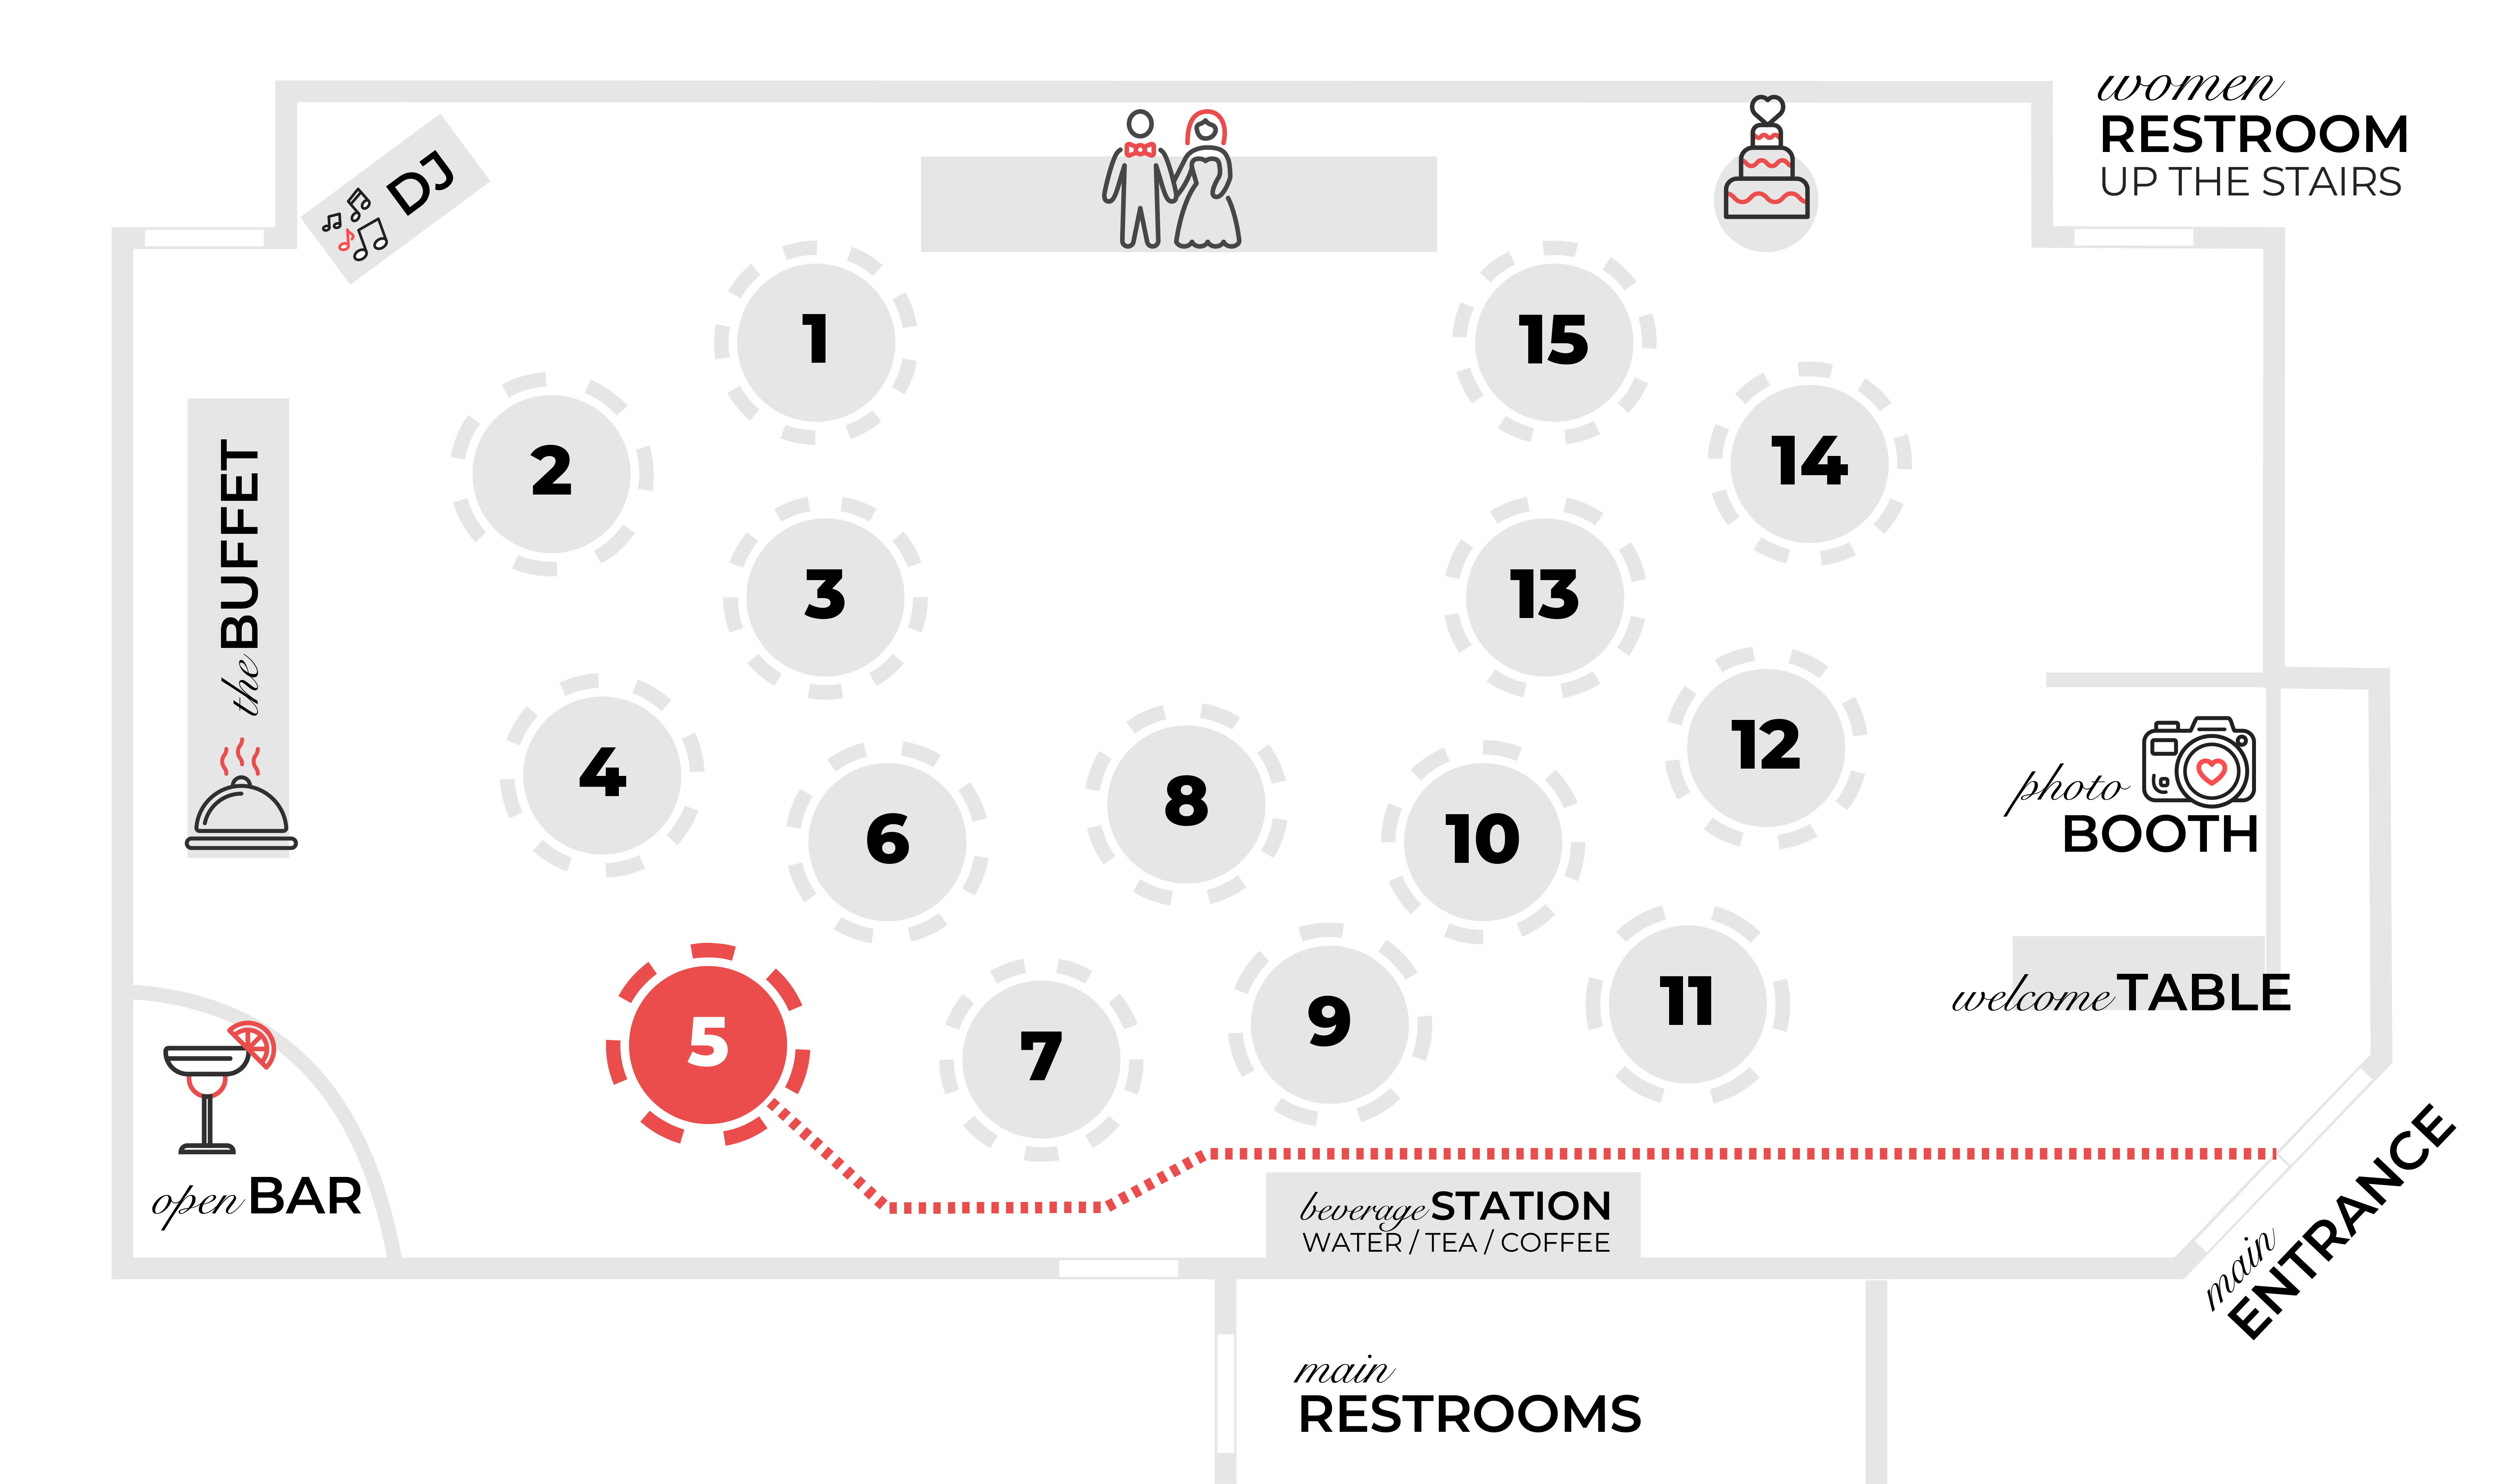 women
RESTROOM
UP THE STAIRS
DJ
1
15
2
14
the BUFFET
3
13
4
12
6
8
10
photo
BOOTH
5
7
9
11
welcome TABLE
open BAR
beverage STATION
WATER / TEA / COFFEE
main
ENTRANCE
main
RESTROOMS